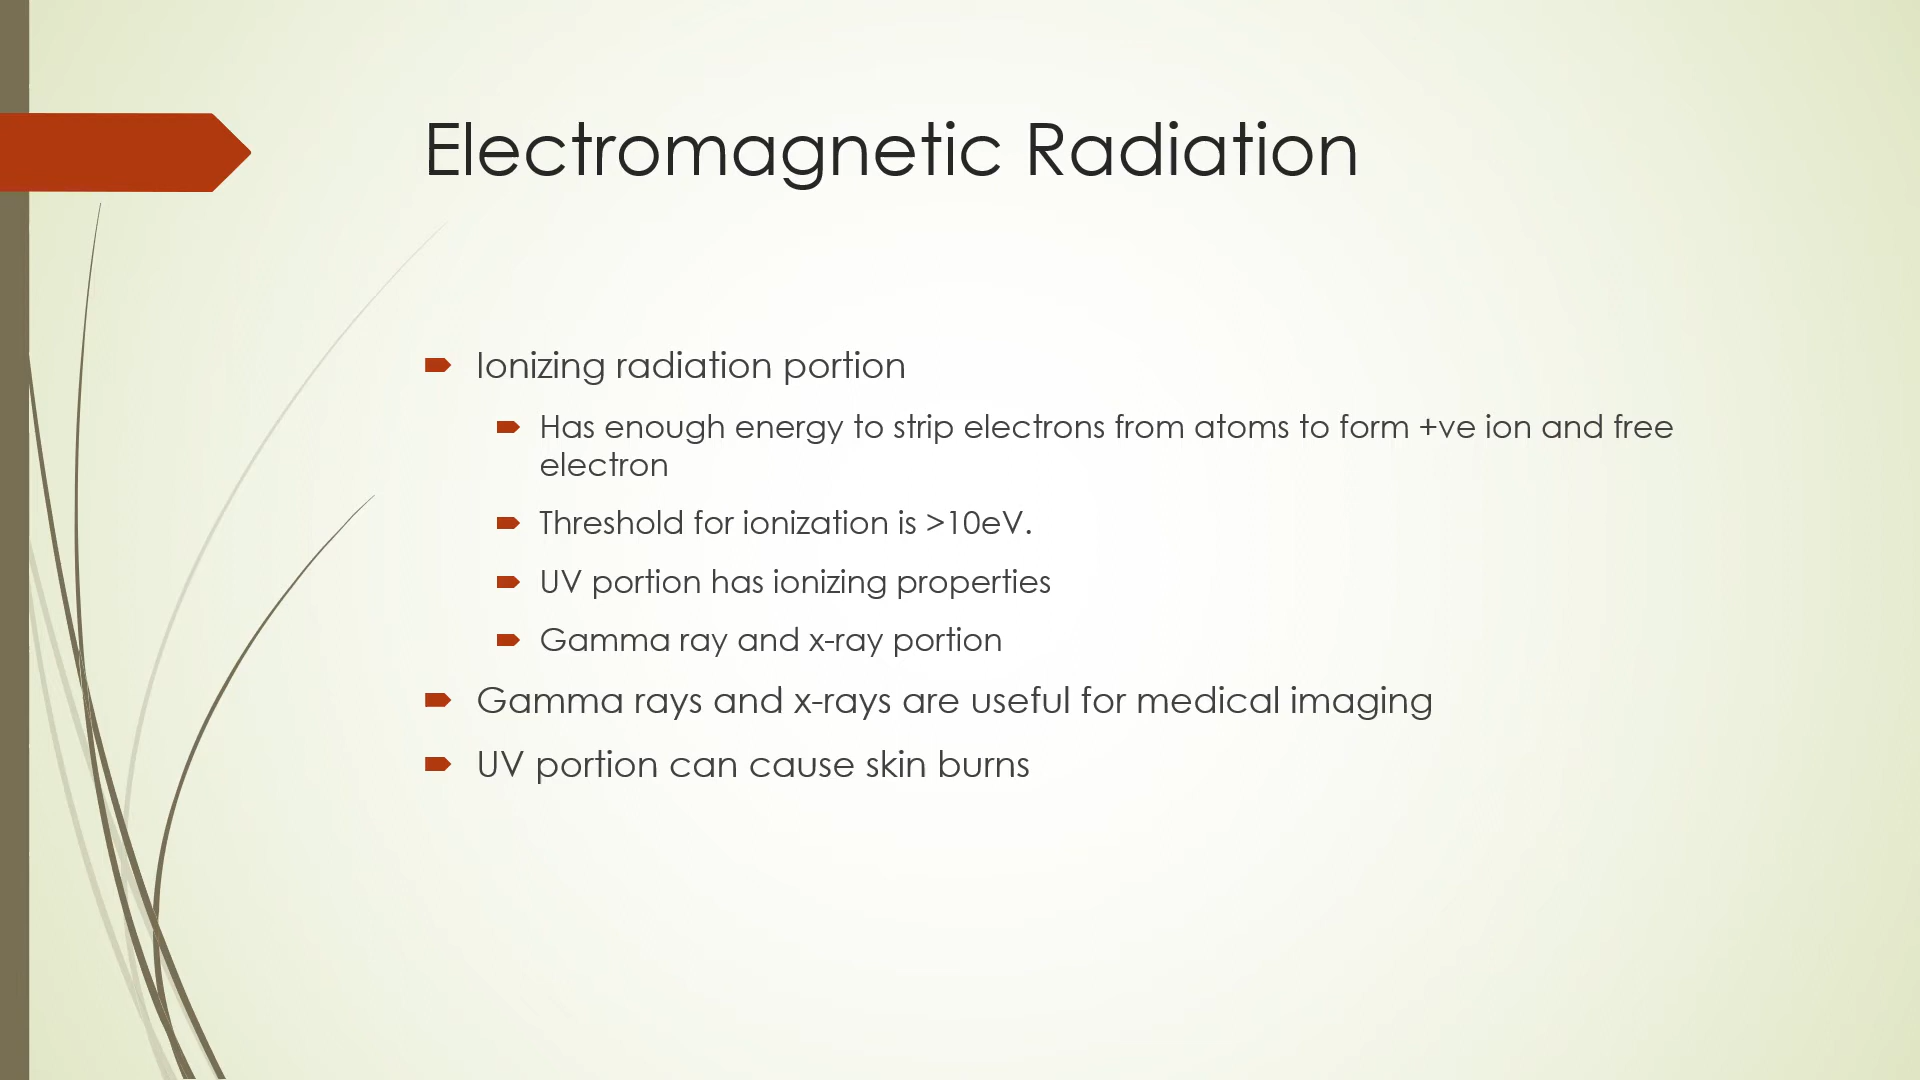 Electromagnetic Radiation
Ionizing radiation portion
Has enough energy to strip electrons from atoms to form +ve ion and free
electron
Threshold for ionization is >10eV.
UV portion has ionizing properties
Gamma ray and x-ray portion
Gamma rays and x-rays are useful for medical imaging
UV portion can cause skin burns